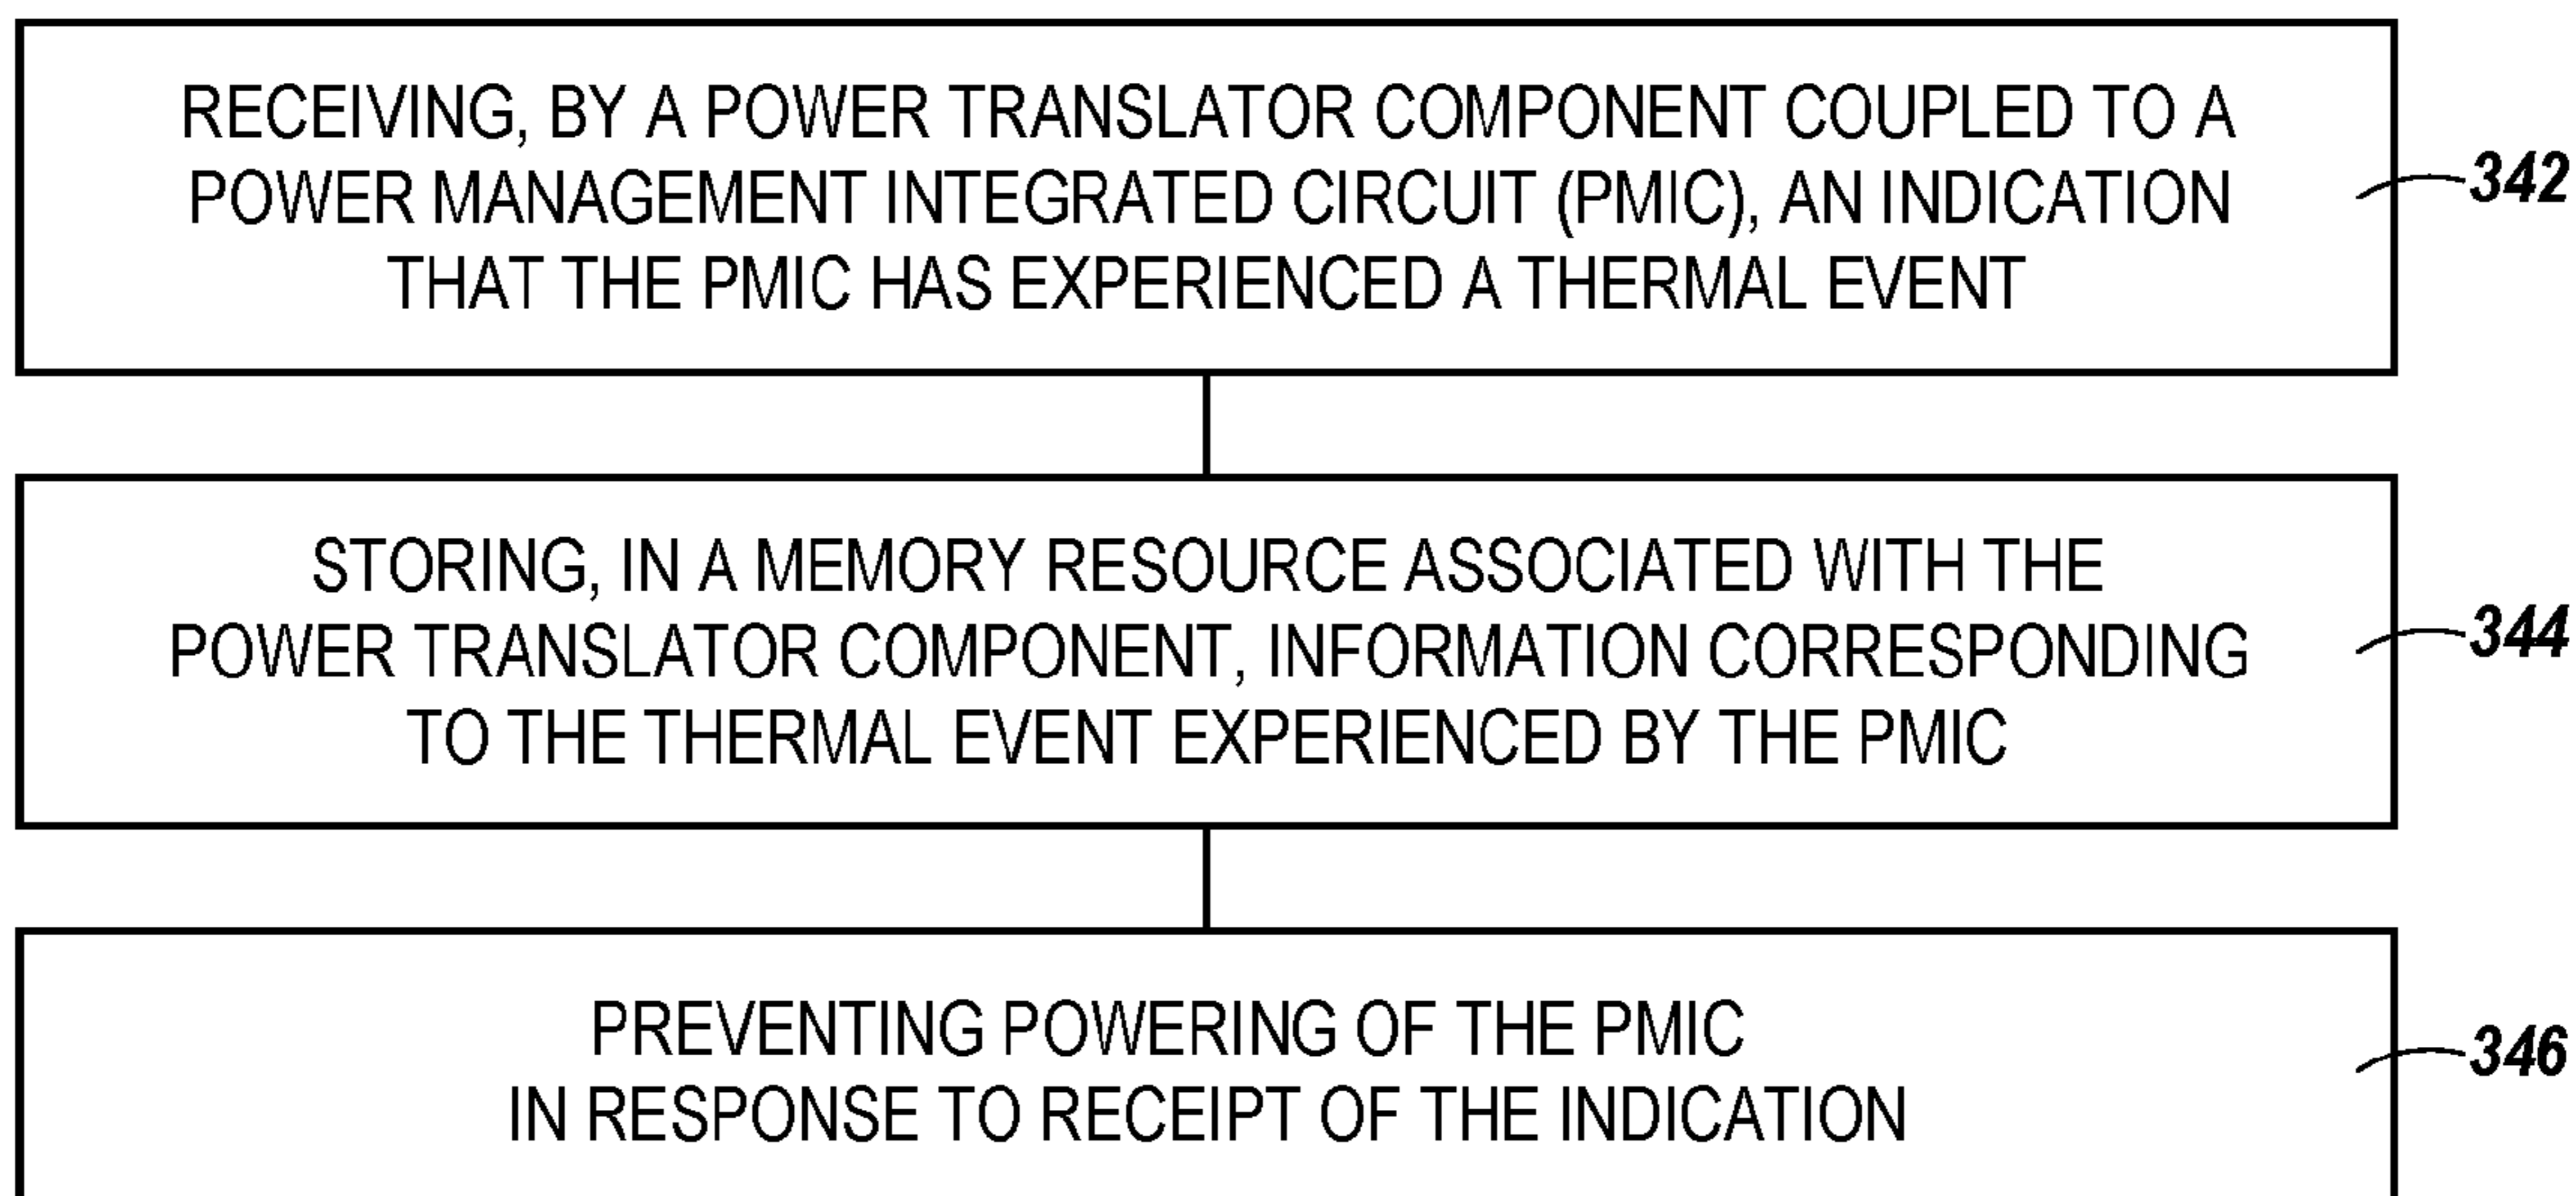 RECEIVING, BY A POWER TRANSLATOR COMPONENT COUPLED TO A
POWER MANAGEMENT INTEGRATED CIRCUIT (PMIC), AN INDICATION
THAT THE PMIC HAS EXPERIENCED A THERMAL EVENT
342
STORING, IN A MEMORY RESOURCE ASSOCIATED WITH THE
POWER TRANSLATOR COMPONENT, INFORMATION CORRESPONDING
TO THE THERMAL EVENT EXPERIENCED BY THE PMIC
344
PREVENTING POWERING OF THE PMIC
IN RESPONSE TO RECEIPT OF THE INDICATION
346